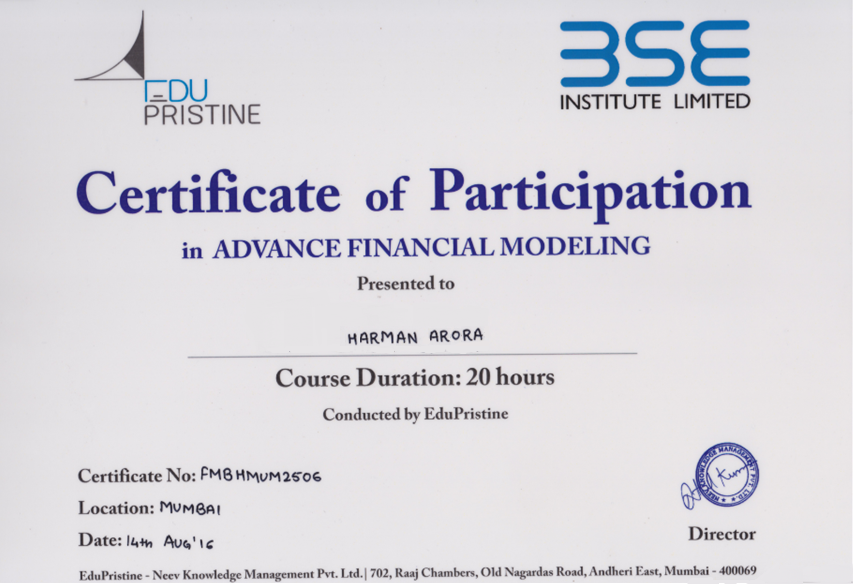 EDU
PRISTINE
BSE
INSTITUTE LIMITED
Certificate of Participation
in ADVANCE FINANCIAL MODELING
Presented to
HARMAN ARORA
Course Duration: 20 hours
Conducted by EduPristine
Certificate No: FMBHMUM2506
Location: MUMBAI
Date: 14th AUG'16
NEEV KNOWLEDGE MANAGEMENT PVT. LTD.
Director
EduPristine - Neev Knowledge Management Pvt. Ltd.| 702, Raaj Chambers, Old Nagardas Road, Andheri East, Mumbai - 400069